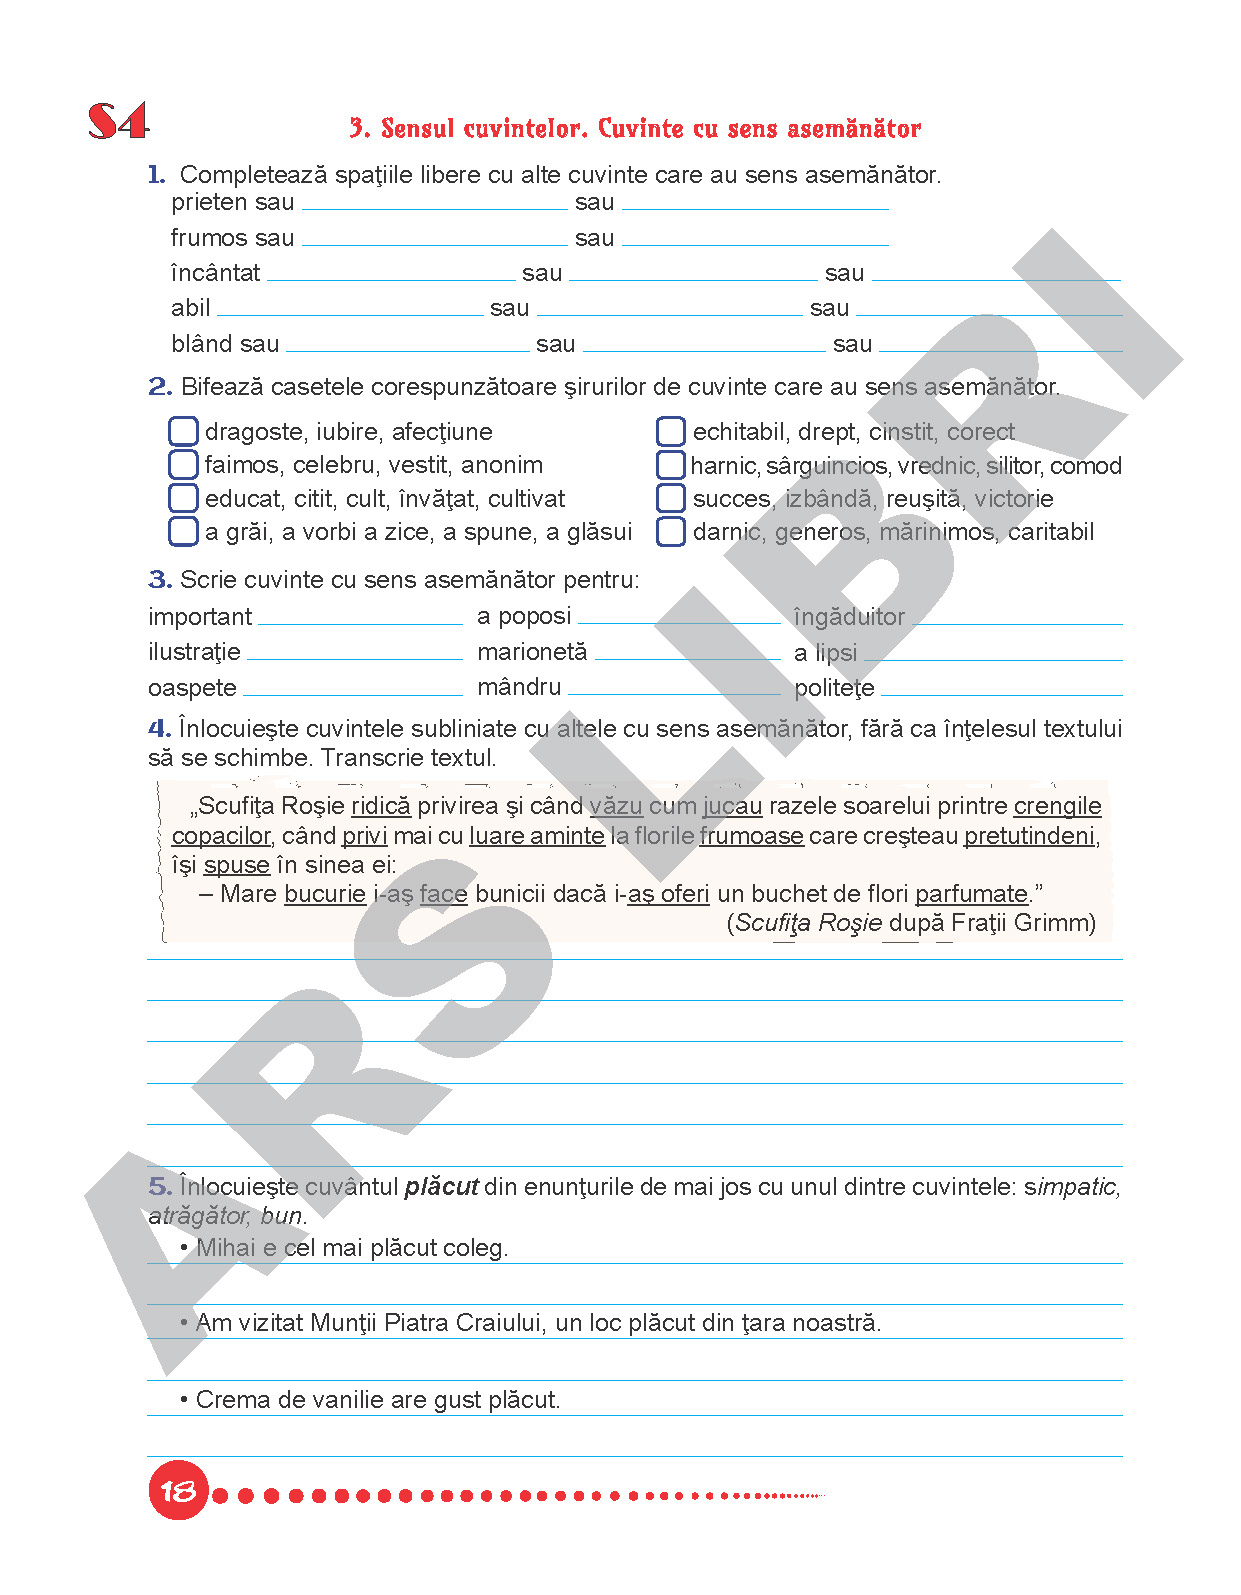 S4
3. Sensul cuvintelor. Cuvinte cu sens asemănător
1. Completează spaţiile libere cu alte cuvinte care au sens asemănător.
prieten sau ____________ sau ____________
frumos sau ____________ sau ____________
încântat ____________ sau ____________ sau ____________
abil ____________ sau ____________ sau ____________
blând sau ____________ sau ____________ sau ____________
2. Bifează casetele corespunzătoare şirurilor de cuvinte care au sens asemănător.
dragoste, iubire, afecţiune
faimos, celebru, vestit, anonim
educat, citit, cult, învăţat, cultivat
a grăi, a vorbi a zice, a spune, a glăsui
echitabil, drept, cinstit, corect
harnic, sârguincios, vrednic, silitor, comod
succes, izbândă, reuşită, victorie
darnic, generos, mărinimos, caritabil
3. Scrie cuvinte cu sens asemănător pentru:
important ____________ a poposi ____________ îngăduitor ____________
ilustraţie ____________ marionetă ____________ a lipsi ____________
oaspete ____________ mândru ____________ politeţe ____________
4. Înlocuieşte cuvintele subliniate cu altele cu sens asemănător, fără ca înţelesul textului
să se schimbe. Transcrie textul.
„Scufiţa Roşie ridică privirea şi când văzu cum jucau razele soarelui printre crengile
copacilor, când privi mai cu luare aminte la florile frumoase care creşteau pretutindeni,
îşi spuse în sinea ei:
– Mare bucurie i-aş face bunicii dacă i-aş oferi un buchet de flori parfumate.”
(Scufiţa Roşie după Fraţii Grimm)
5. Înlocuieşte cuvântul plăcut din enunţurile de mai jos cu unul dintre cuvintele: simpatic,
atrăgător, bun.
• Mihai e cel mai plăcut coleg.
• Am vizitat Munţii Piatra Craiului, un loc plăcut din ţara noastră.
• Crema de vanilie are gust plăcut.
18
ARS LIBRI